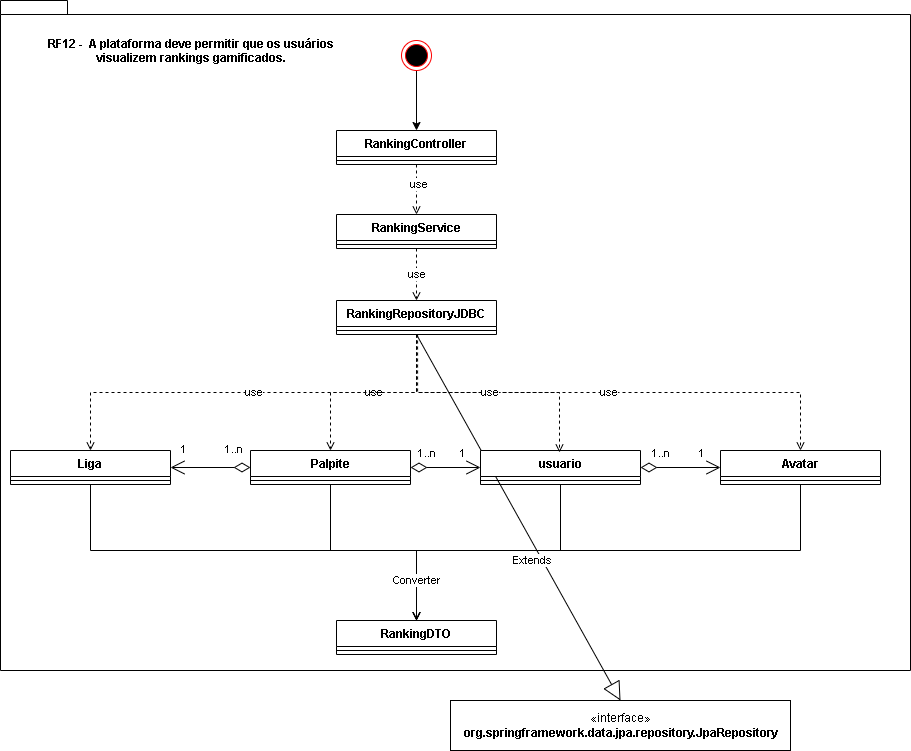 RF12 - A plataforma deve permitir que os usuários
visualizem rankings gamificados.
RankingController
use
RankingService
use
RankingRepositoryJDBC
use use use use
1 1..n 1..n 1 1..n 1
Liga Palpite usuario Avatar
Extends
Converter
RankingDTO
«interface»
org.springframework.data.jpa.repository.JpaRepository